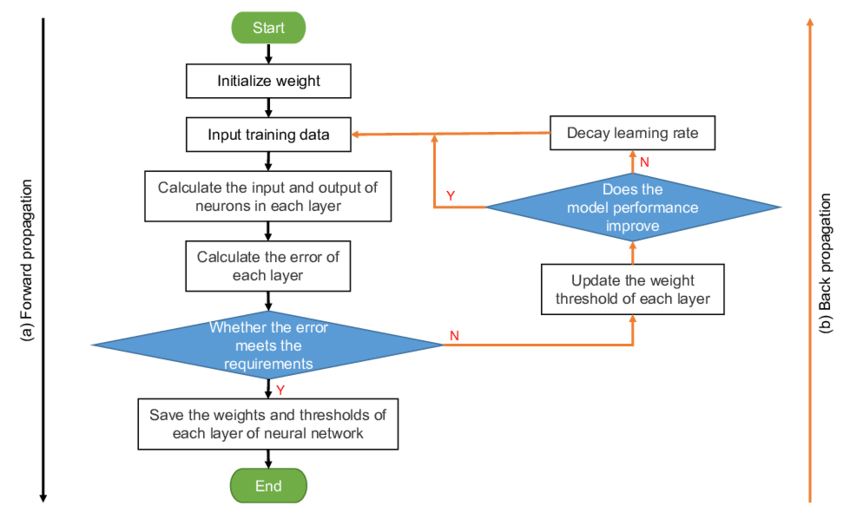 Start
Initialize weight
Input training data
Calculate the input and output of
neurons in each layer
Calculate the error of
each layer
Whether the error
meets the
requirements
N
Y
Save the weights and thresholds of
each layer of neural network
End
Decay learning rate
N
Y
Does the
model performance
improve
Update the weight
threshold of each layer
(a) Forward propagation
(b) Back propagation